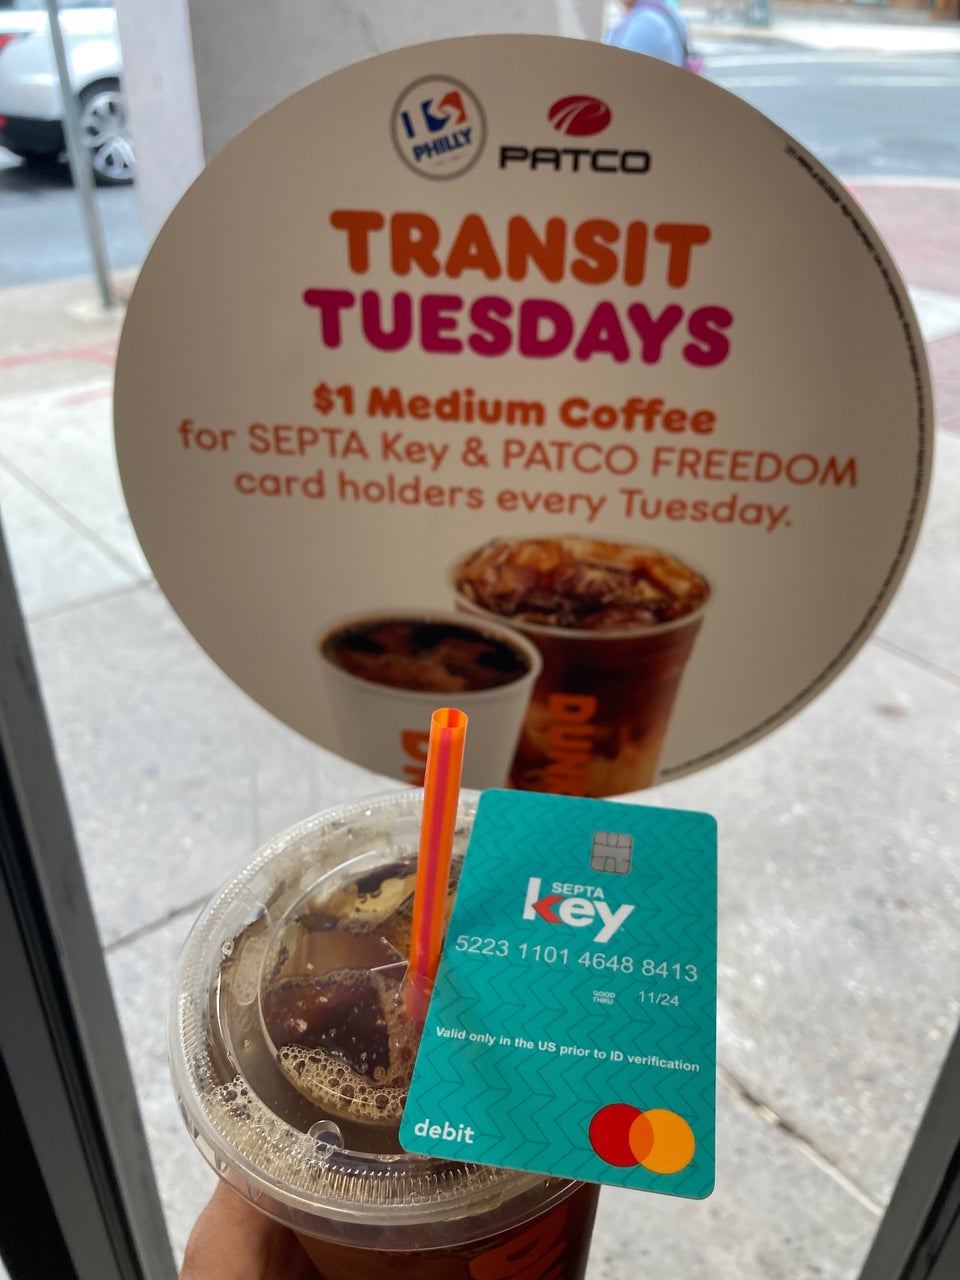 I PHILLY
PATCO
TRANSIT
TUESDAYS
$1 Medium Coffee
for SEPTA Key & PATCO FREEDOM
card holders every Tuesday.
DUN
D
SEPTA
key
5223 1101 4648 8413
GOOD
THRU
11/24
Valid only in the US prior to ID verification
debit